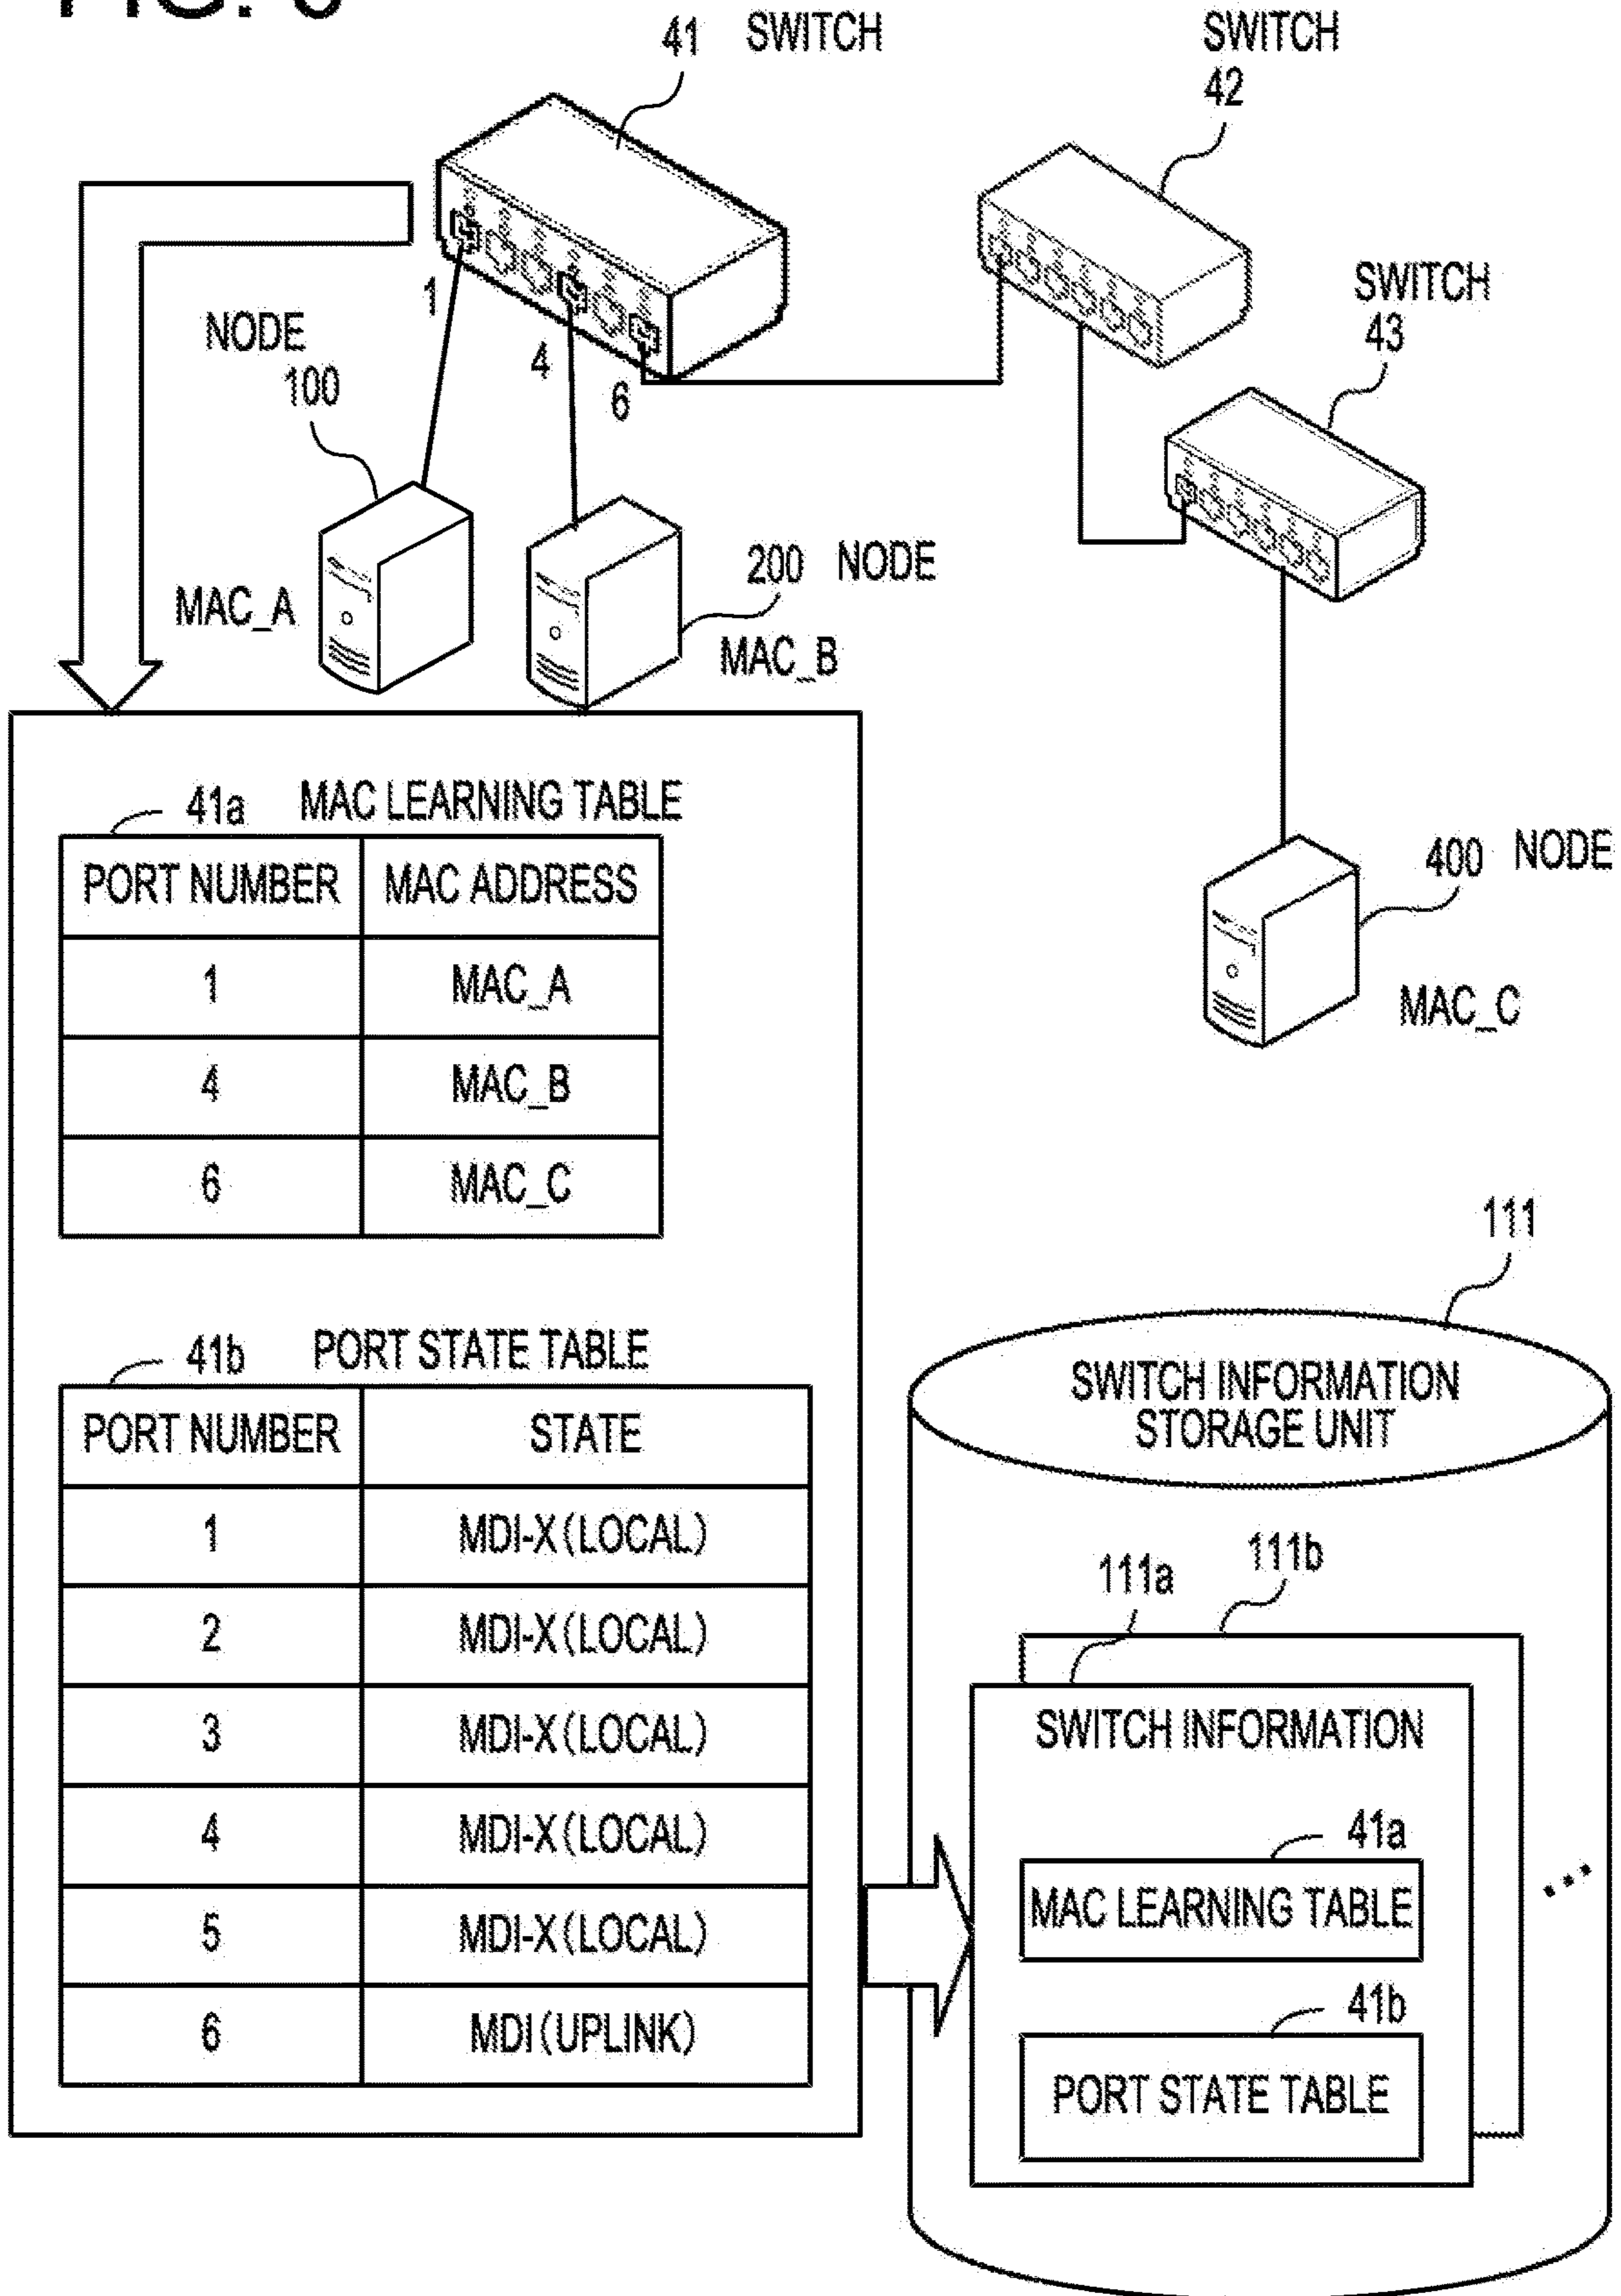 41 SWITCH
SWITCH
42
SWITCH
43
1
4
6
NODE
100
MAC_A
200 NODE
MAC_B
400 NODE
MAC_C
41a MAC LEARNING TABLE
PORT NUMBER MAC ADDRESS
1 MAC_A
4 MAC_B
6 MAC_C
41b PORT STATE TABLE
PORT NUMBER STATE
1 MDI-X(LOCAL)
2 MDI-X(LOCAL)
3 MDI-X(LOCAL)
4 MDI-X(LOCAL)
5 MDI-X(LOCAL)
6 MDI(UPLINK)
111
SWITCH INFORMATION
STORAGE UNIT
111a
111b
SWITCH INFORMATION
41a
MAC LEARNING TABLE
...
41b
PORT STATE TABLE